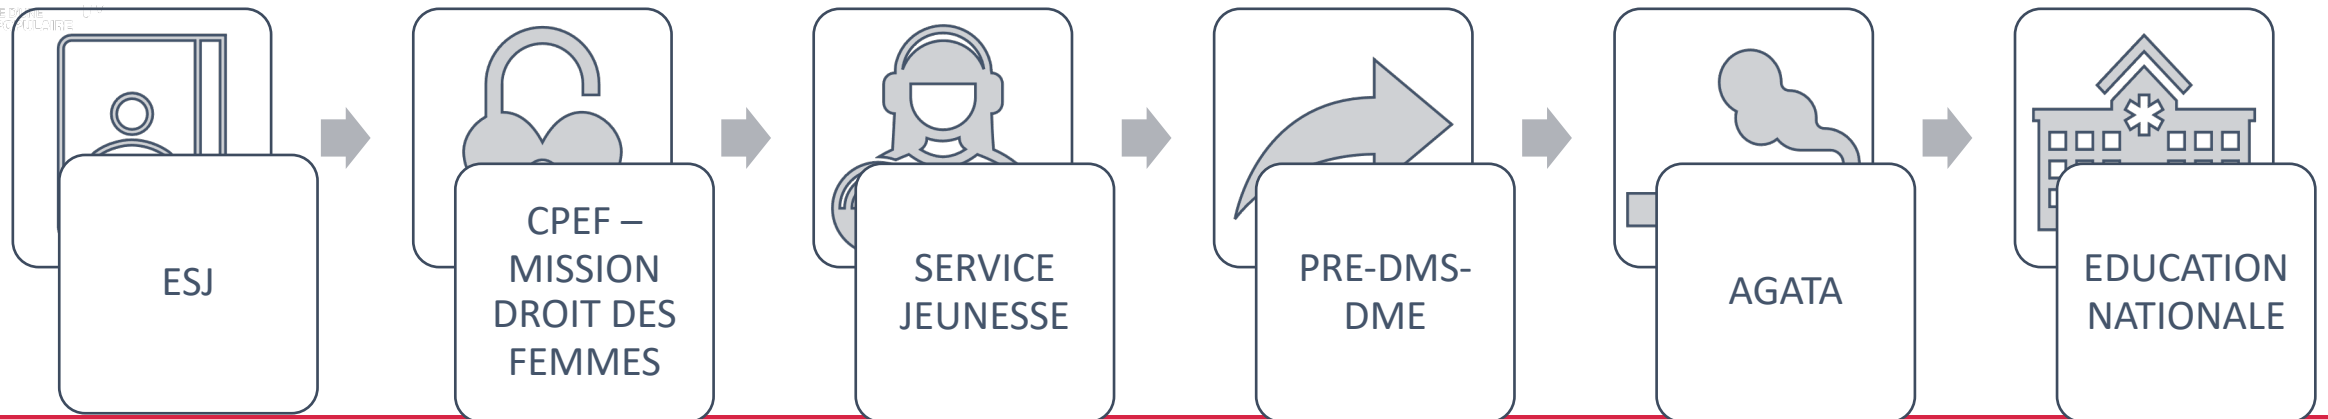 ESJ
CPEF –
MISSION
DROIT DES
FEMMES
SERVICE
JEUNESSE
PRE-DMS-
DME
AGATA
EDUCATION
NATIONALE